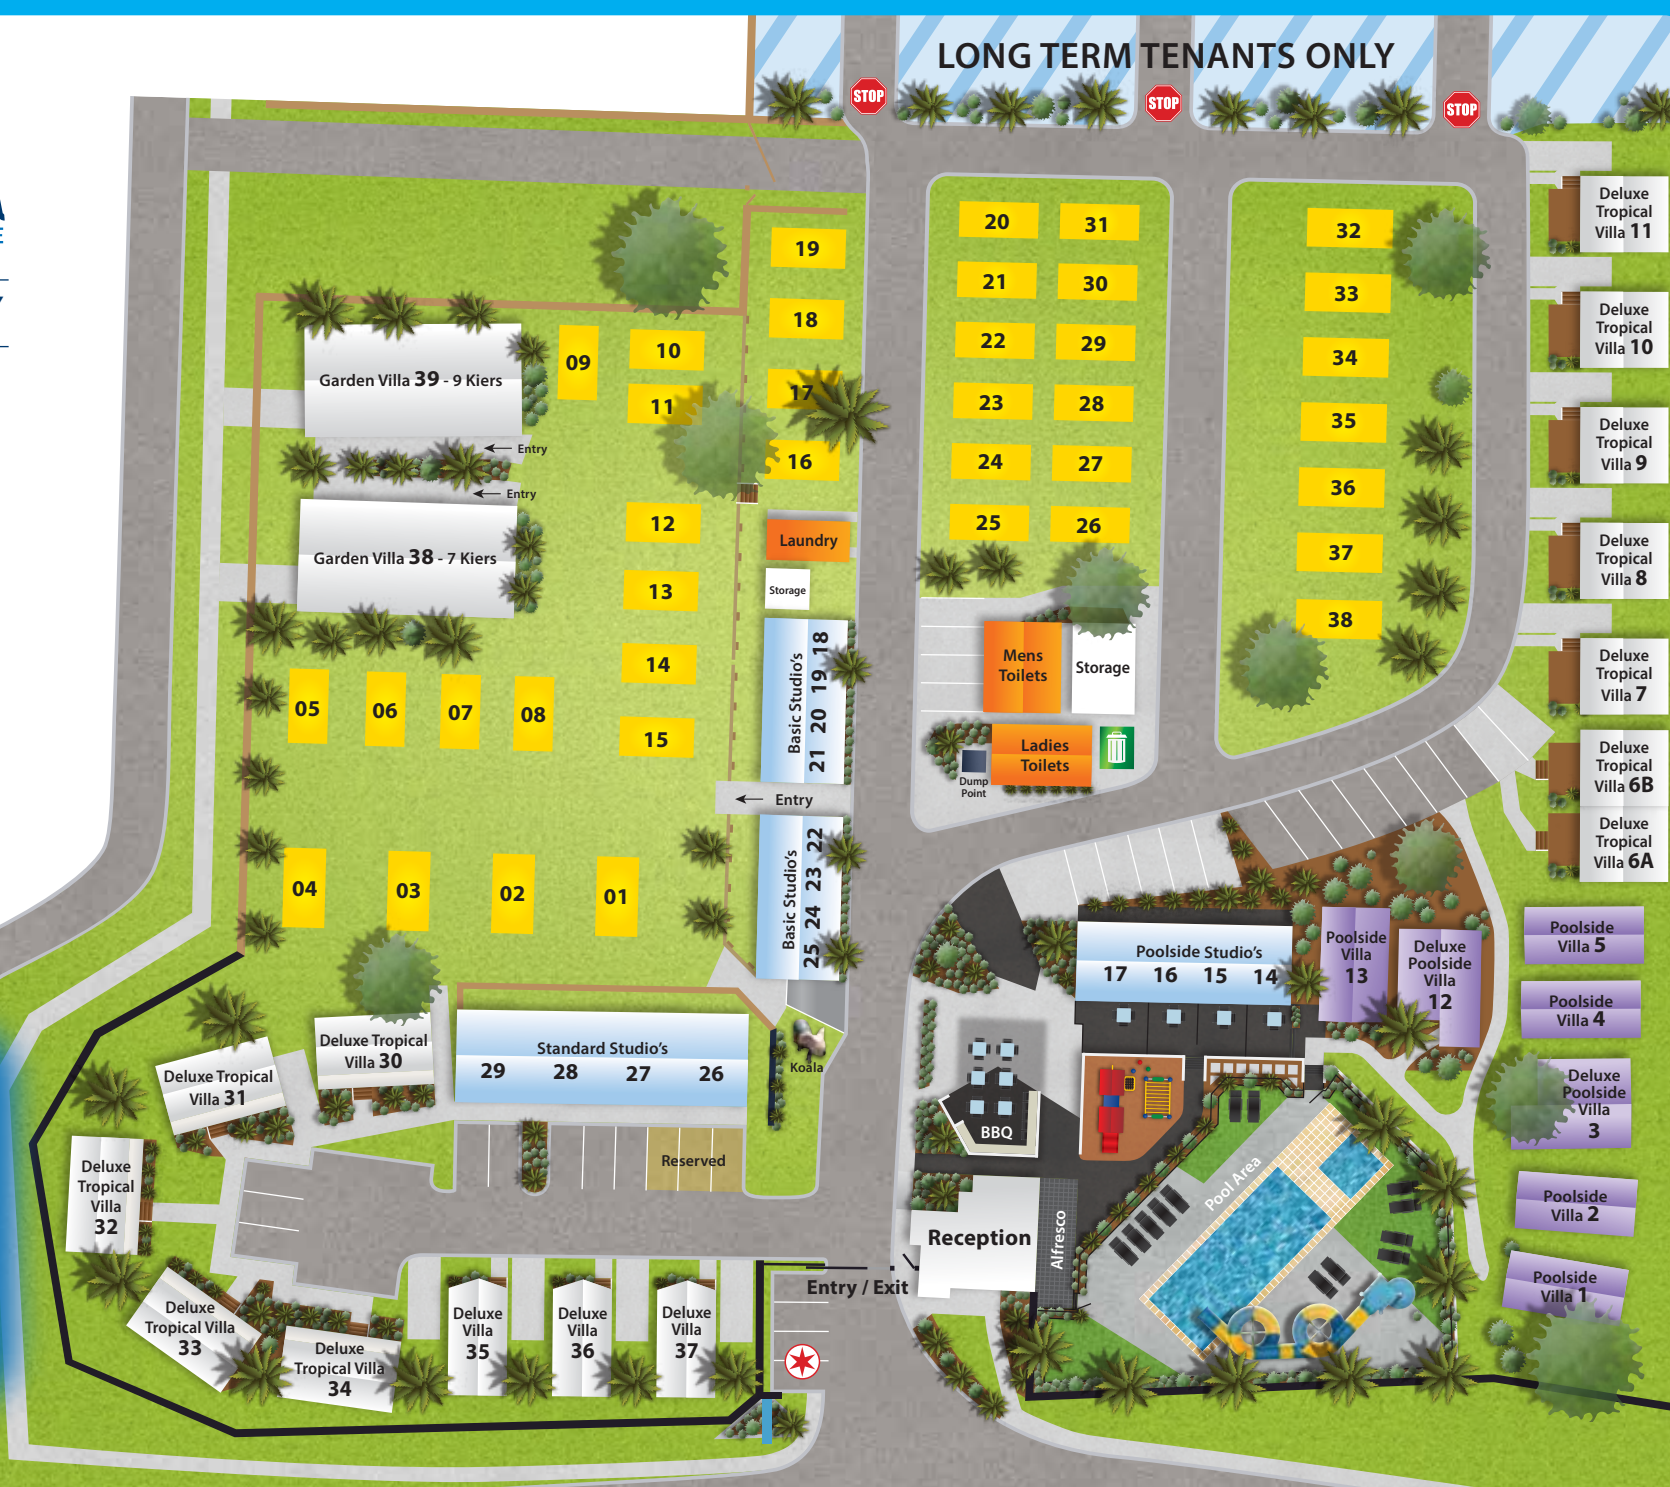 LONG TERM TENANTS ONLY
STOP
STOP
STOP
Deluxe
Tropical
Villa 11
Deluxe
Tropical
Villa 10
Deluxe
Tropical
Villa 9
Deluxe
Tropical
Villa 8
Deluxe
Tropical
Villa 7
Deluxe
Tropical
Villa 6B
Deluxe
Tropical
Villa 6A
20
21
22
23
24
25
31
30
29
28
27
26
32
33
34
35
36
37
38
19
18
17
16
09
10
11
12
13
14
15
Garden Villa 39 - 9 Kiers
Entry
Entry
Garden Villa 38 - 7 Kiers
05
06
07
08
04
03
02
01
Laundry
Storage
Basic Studio's
21 20 19 18
Entry
Basic Studio's
25 24 23 22
Mens
Toilets
Storage
Ladies
Toilets
Dump
Point
Poolside Studio's
17 16 15 14
Poolside
Villa
13
Deluxe
Poolside
Villa
12
Poolside
Villa 5
Poolside
Villa 4
Deluxe
Poolside
Villa
3
Poolside
Villa 2
Poolside
Villa 1
Koala
Standard Studio's
29 28 27 26
Reserved
Deluxe Tropical
Villa 30
Deluxe Tropical
Villa 31
Deluxe
Tropical
Villa
32
Deluxe
Tropical Villa
33
Deluxe
Tropical Villa
34
Deluxe
Villa
35
Deluxe
Villa
36
Deluxe
Villa
37
Entry / Exit
BBQ
Reception
Alfresco
Pool Area